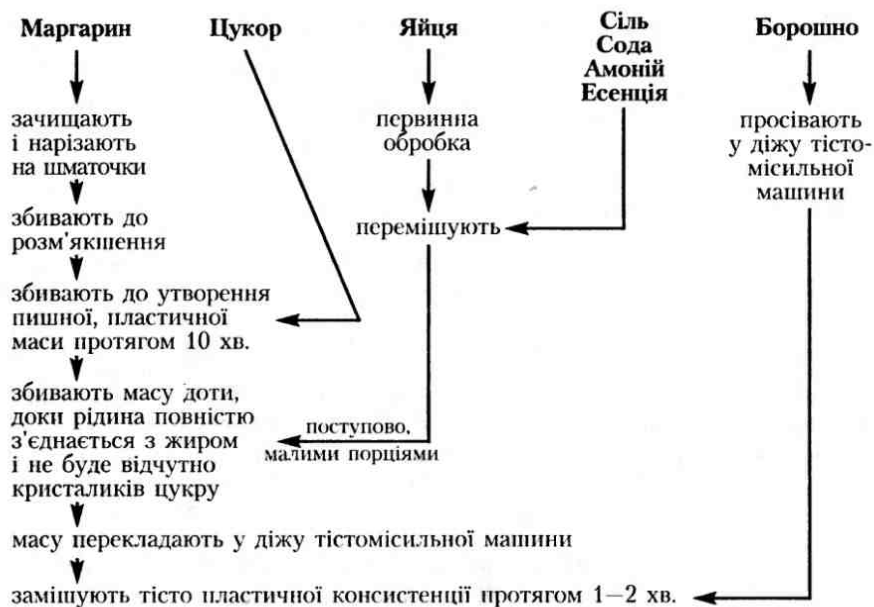 Маргарин
Цукор
Яйця
Сіль
Сода
Амоній
Есенція
Борошно
зачищають
і нарізають
на шматочки
первинна
обробка
просівають
у діжу тісто-
місильної
машини
збивають до
розм'якшення
перемішують
збивають до утворення
пишної, пластичної
маси протягом 10 хв.
збивають масу доти,
доки рідина повністю
з'єднається з жиром
і не буде відчутно
кристаликів цукру
поступово,
малими порціями
масу перекладають у діжу тістомісильної машини
замішують тісто пластичної консистенції протягом 1–2 хв.